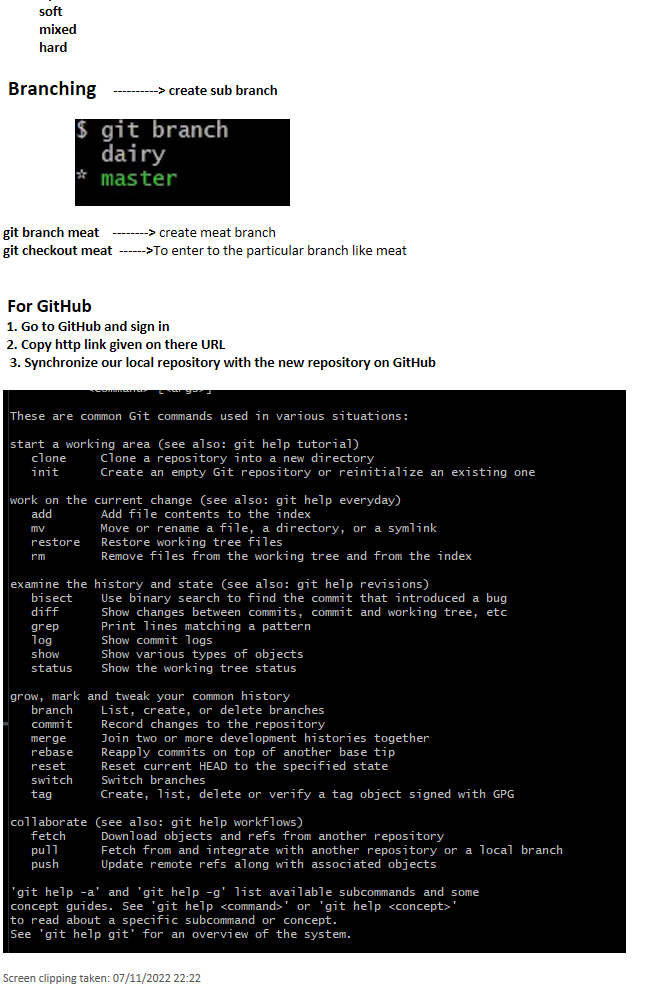 soft
mixed
hard
Branching ----------> create sub branch
$ git branch
dairy
* master
git branch meat --------> create meat branch
git checkout meat ------>To enter to the particular branch like meat
For GitHub
1. Go to GitHub and sign in
2. Copy http link given on there URL
3. Synchronize our local repository with the new repository on GitHub
These are common Git commands used in various situations:
start a working area (see also: git help tutorial)
clone Clone a repository into a new directory
init Create an empty Git repository or reinitialize an existing one
work on the current change (see also: git help everyday)
add Add file contents to the index
mv Move or rename a file, a directory, or a symlink
restore Restore working tree files
rm Remove files from the working tree and from the index
examine the history and state (see also: git help revisions)
bisect Use binary search to find the commit that introduced a bug
diff Show changes between commits, commit and working tree, etc
grep Print lines matching a pattern
log Show commit logs
show Show various types of objects
status Show the working tree status
grow, mark and tweak your common history
branch List, create, or delete branches
commit Record changes to the repository
merge Join two or more development histories together
rebase Reapply commits on top of another base tip
reset Reset current HEAD to the specified state
switch Switch branches
tag Create, list, delete or verify a tag object signed with GPG
collaborate (see also: git help workflows)
fetch Download objects and refs from another repository
pull Fetch from and integrate with another repository or a local branch
push Update remote refs along with associated objects
'git help -a' and 'git help -g' list available subcommands and some
concept guides. See 'git help <command>' or 'git help <concept>'
to read about a specific subcommand or concept.
See 'git help git' for an overview of the system.
Screen clipping taken: 07/11/2022 22:22